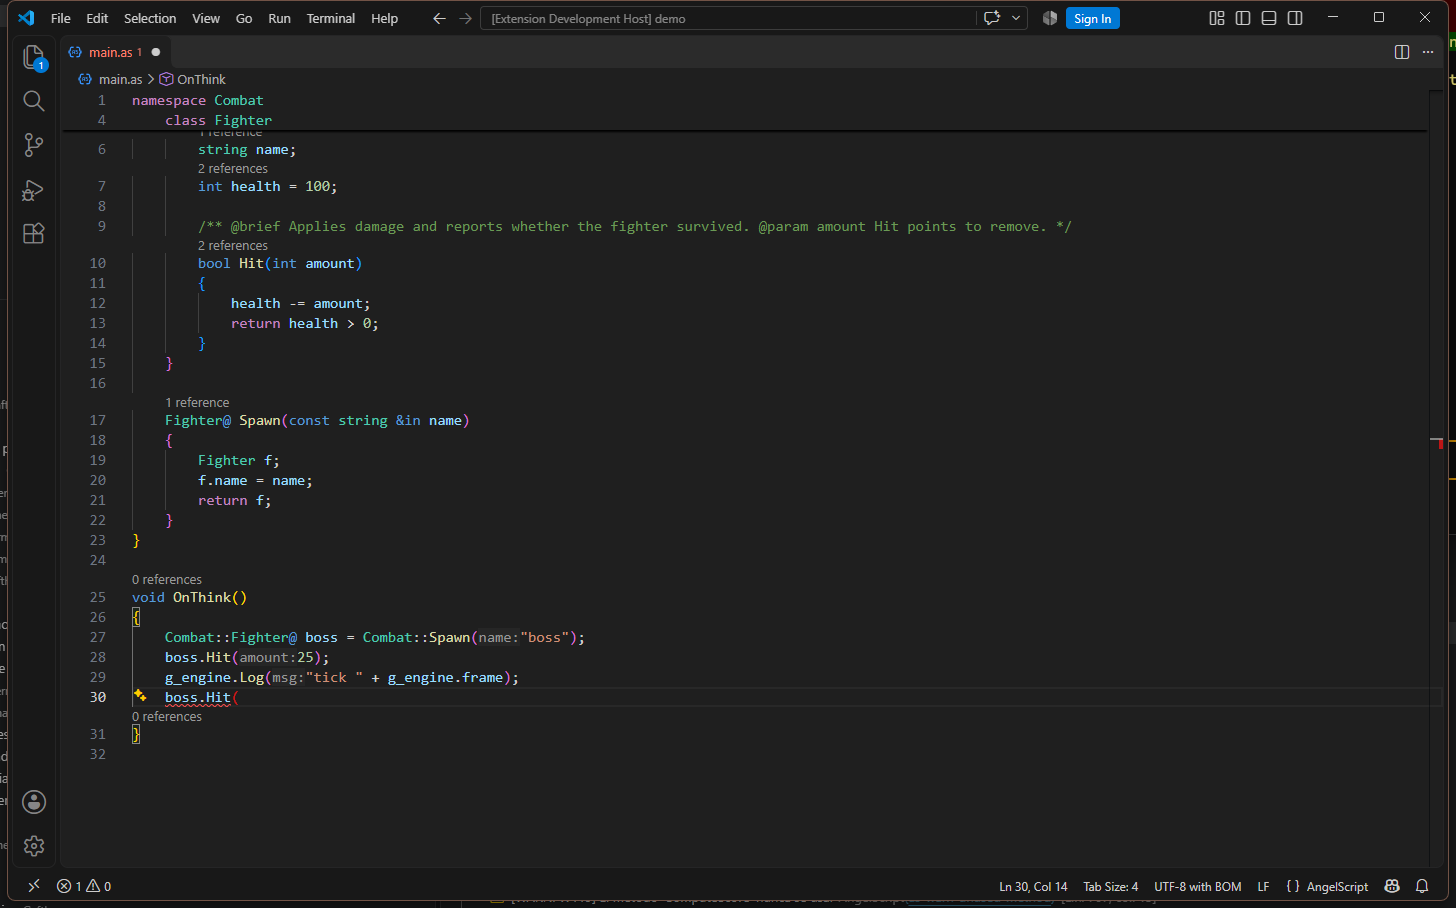 File Edit Selection View Go Run Terminal Help [Extension Development Host] demo Sign In
main.as 1
main.as > OnThink
1 namespace Combat
4 class Fighter
1 reference
6 string name;
2 references
7 int health = 100;
8
9 /** @brief Applies damage and reports whether the fighter survived. @param amount Hit points to remove. */
2 references
10 bool Hit(int amount)
11 {
12 health -= amount;
13 return health > 0;
14 }
15 }
16
1 reference
17 Fighter@ Spawn(const string &in name)
18 {
19 Fighter f;
20 f.name = name;
21 return f;
22 }
23 }
24
0 references
25 void OnThink()
26 {
27 Combat::Fighter@ boss = Combat::Spawn(name:"boss");
28 boss.Hit(amount:25);
29 g_engine.Log(msg:"tick " + g_engine.frame);
30 boss.Hit(
0 references
31 }
32
1
1 0 Ln 30, Col 14 Tab Size: 4 UTF-8 with BOM LF { } AngelScript